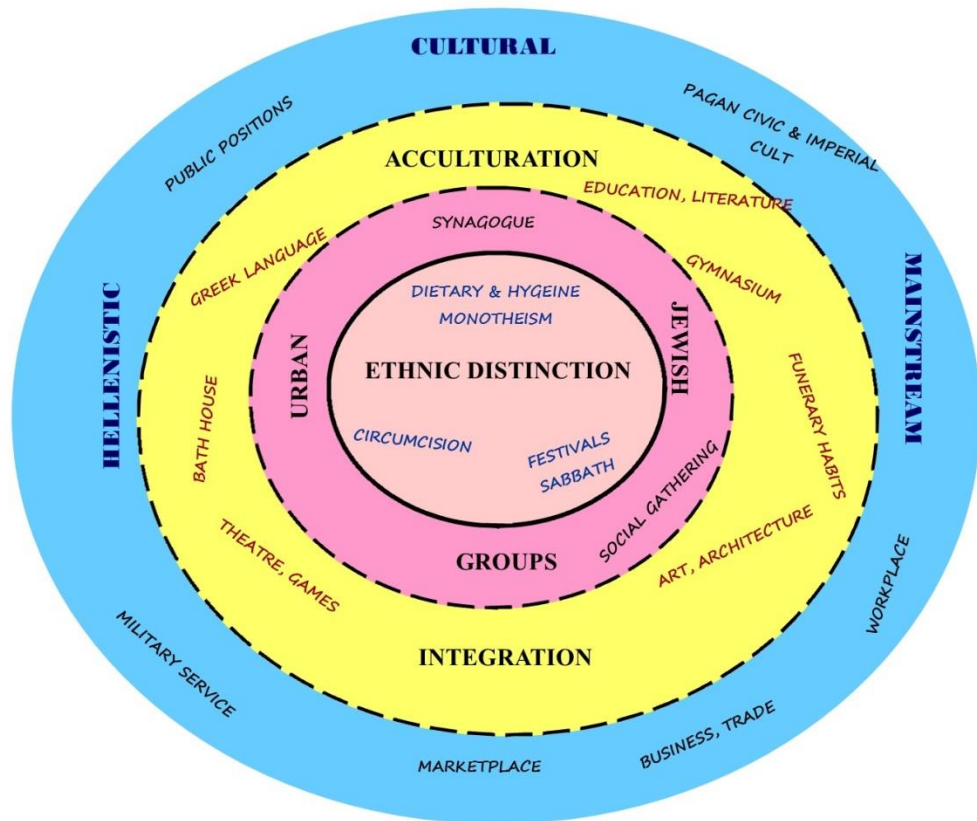 CULTURAL
PUBLIC POSITIONS
PAGAN CIVIC & IMPERIAL
CULT
ACCULTURATION
EDUCATION, LITERATURE
SYNAGOGUE
GREEK LANGUAGE
GYMNASIUM
DIETARY & HYGEINE
MONOTHEISM
HELLENISTIC
MAINSTREAM
URBAN
JEWISH
ETHNIC DISTINCTION
BATH HOUSE
FUNERARY HABITS
CIRCUMCISION
FESTIVALS
SABBATH
SOCIAL GATHERING
THEATRE, GAMES
ART, ARCHITECTURE
GROUPS
WORKPLACE
INTEGRATION
MILITARY SERVICE
BUSINESS, TRADE
MARKETPLACE